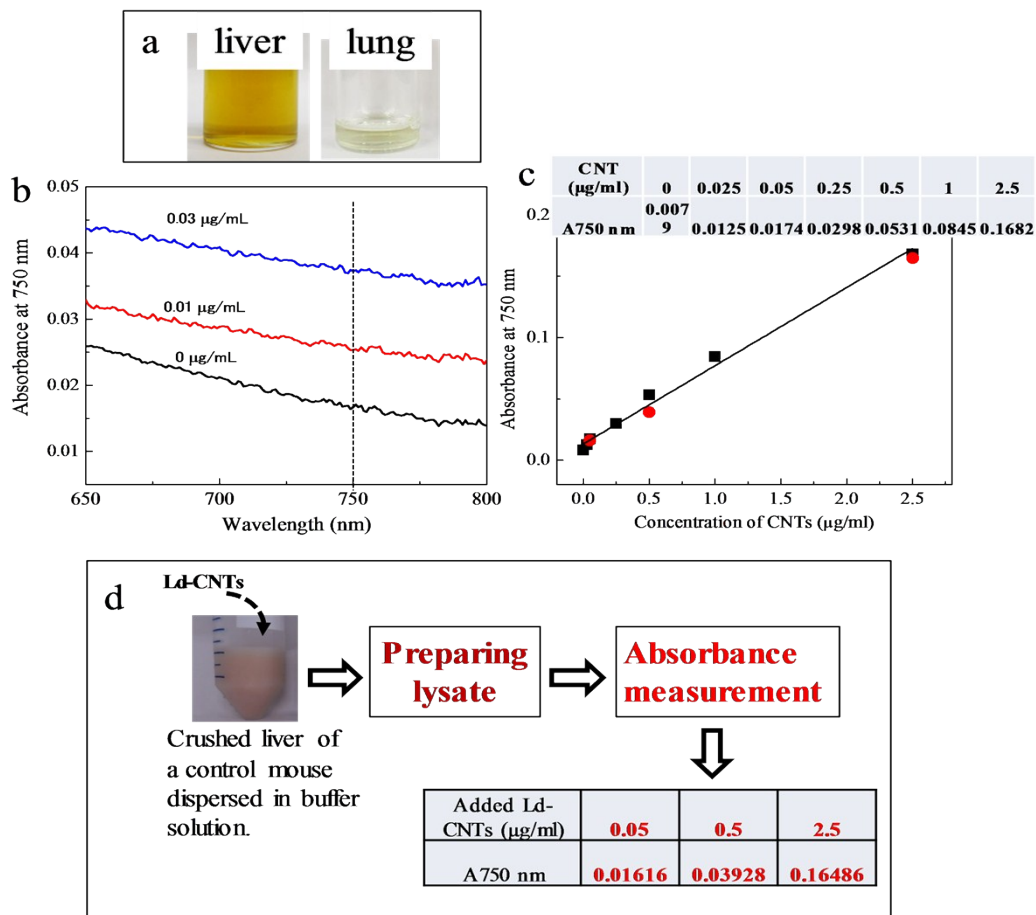 a
liver
lung
b
0.05
0.04
0.03
0.02
0.01
Absorbance at 750 nm
0.03 µg/mL
0.01 µg/mL
0 µg/mL
650
700
750
800
Wavelength (nm)
c
CNT
(µg/ml) 0 0.025 0.05 0.25 0.5 1 2.5
0.007
A750 nm 9 0.0125 0.0174 0.0298 0.0531 0.0845 0.1682
0.2
0.1
0.0
Absorbance at 750 nm
0.0 0.5 1.0 1.5 2.0 2.5
Concentration of CNTs (µg/ml)
d
Ld-CNTs
Crushed liver of
a control mouse
dispersed in buffer
solution.
Preparing
lysate
Absorbance
measurement
Added Ld-
CNTs (µg/ml) 0.05 0.5 2.5
A750 nm 0.01616 0.03928 0.16486